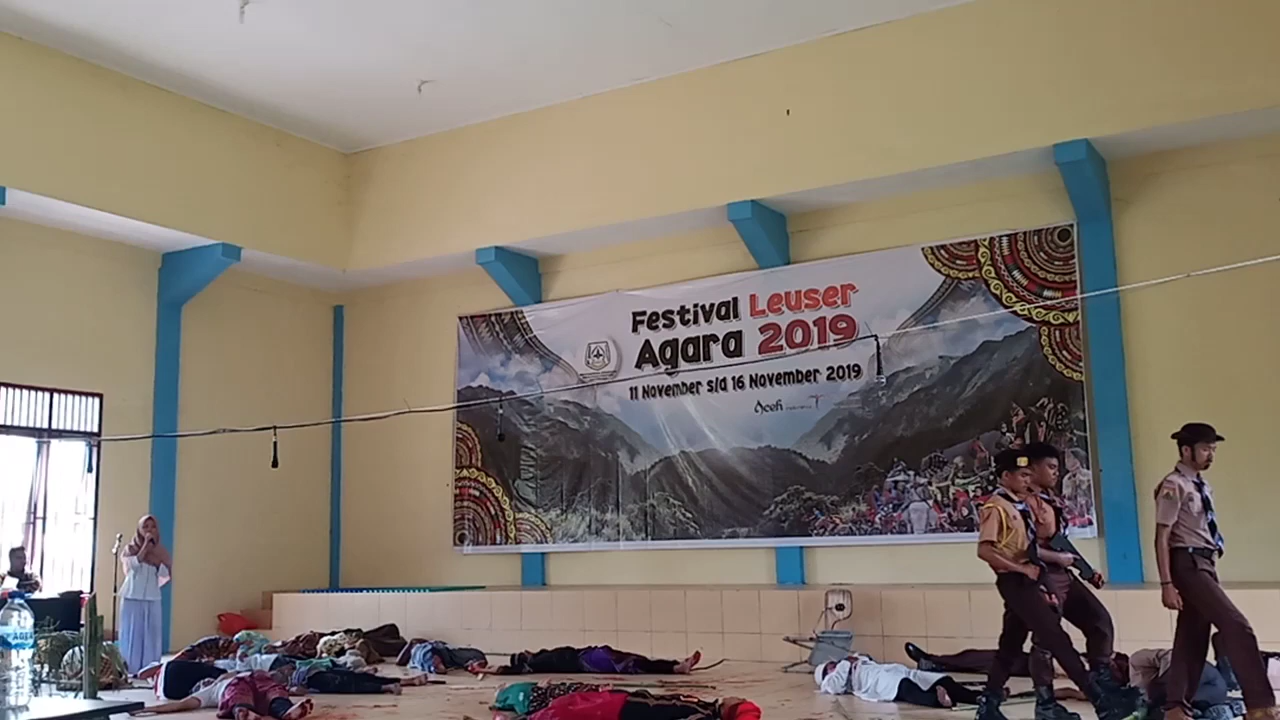 Festival Leuser
Agara 2019
11 November s/d 16 November 2019
Aceh